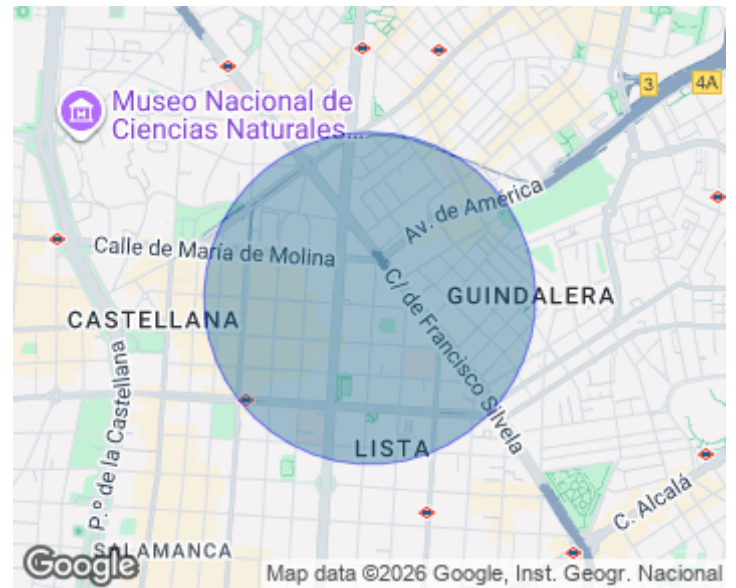 3
4A
Museo Nacional de
Ciencias Naturales...
Av. de América
Calle de María de Molina
C/ de Francisco Silvela
GUINDALERA
CASTELLANA
P.º de la Castellana
LISTA
C. Alcalá
SALAMANCA
Google
Map data ©2026 Google, Inst. Geogr. Nacional